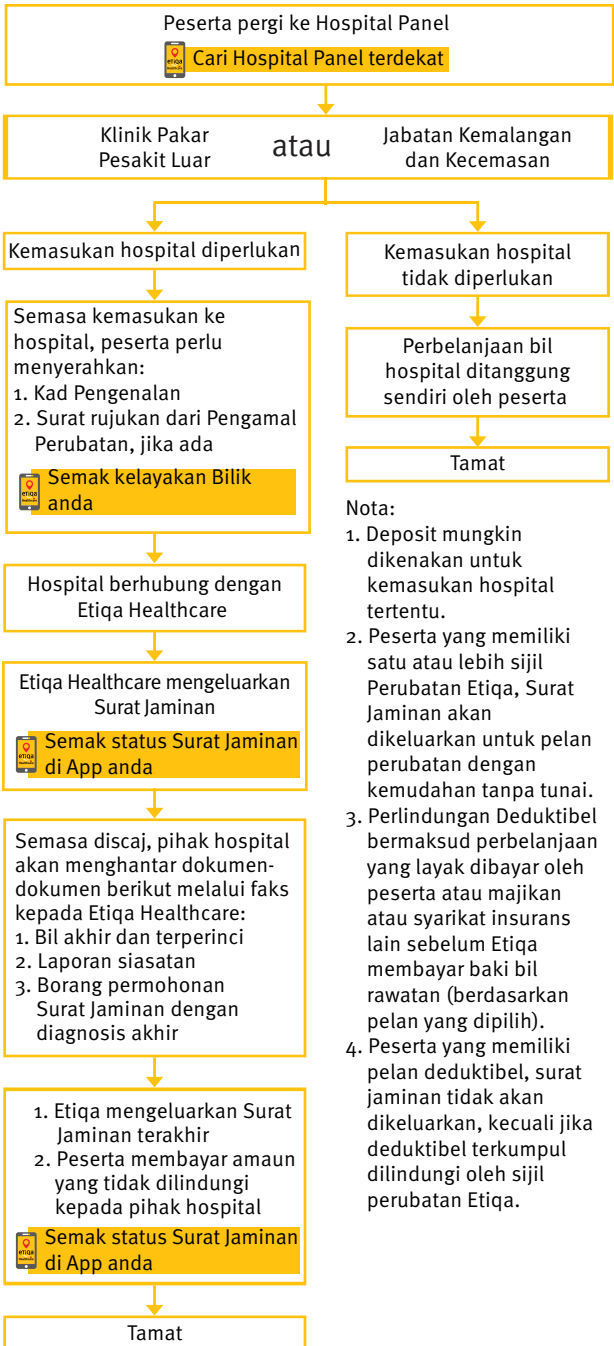 Peserta pergi ke Hospital Panel
Cari Hospital Panel terdekat
Klinik Pakar
Pesakit Luar
atau
Jabatan Kemalangan
dan Kecemasan
Kemasukan hospital diperlukan
Semasa kemasukan ke
hospital, peserta perlu
menyerahkan:
1. Kad Pengenalan
2. Surat rujukan dari Pengamal
Perubatan, jika ada
Semak kelayakan Bilik
anda
Hospital berhubung dengan
Etiqa Healthcare
Etiqa Healthcare mengeluarkan
Surat Jaminan
Semak status Surat Jaminan
di App anda
Semasa discaj, pihak hospital
akan menghantar dokumen-
dokumen berikut melalui faks
kepada Etiqa Healthcare:
1. Bil akhir dan terperinci
2. Laporan siasatan
3. Borang permohonan
Surat Jaminan dengan
diagnosis akhir
1. Etiqa mengeluarkan Surat
Jaminan terakhir
2. Peserta membayar amaun
yang tidak dilindungi
kepada pihak hospital
Semak status Surat Jaminan
di App anda
Tamat
Kemasukan hospital
tidak diperlukan
Perbelanjaan bil
hospital ditanggung
sendiri oleh peserta
Tamat
Nota:
1. Deposit mungkin
dikenakan untuk
kemasukan hospital
tertentu.
2. Peserta yang memiliki
satu atau lebih sijil
Perubatan Etiqa, Surat
Jaminan akan
dikeluarkan untuk pelan
perubatan dengan
kemudahan tanpa tunai.
3. Perlindungan Deduktibel
bermaksud perbelanjaan
yang layak dibayar oleh
peserta atau majikan
atau syarikat insurans
lain sebelum Etiqa
membayar baki bil
rawatan (berdasarkan
pelan yang dipilih).
4. Peserta yang memiliki
pelan deduktibel, surat
jaminan tidak akan
dikeluarkan, kecuali jika
deduktibel terkumpul
dilindungi oleh sijil
perubatan Etiqa.